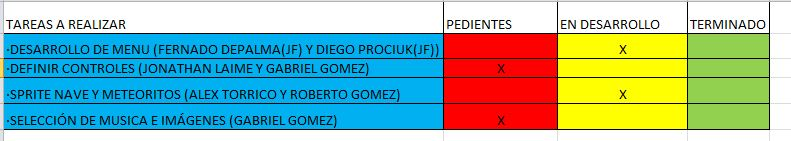 TAREAS A REALIZAR PEDIENTES EN DESARROLLO TERMINADO
·DESARROLLO DE MENU (FERNADO DEPALMA(JF) Y DIEGO PROCIUK(JF)) X
·DEFINIR CONTROLES (JONATHAN LAIME Y GABRIEL GOMEZ) X
·SPRITE NAVE Y METEORITOS (ALEX TORRICO Y ROBERTO GOMEZ) X
·SELECCIÓN DE MUSICA E IMÁGENES (GABRIEL GOMEZ) X